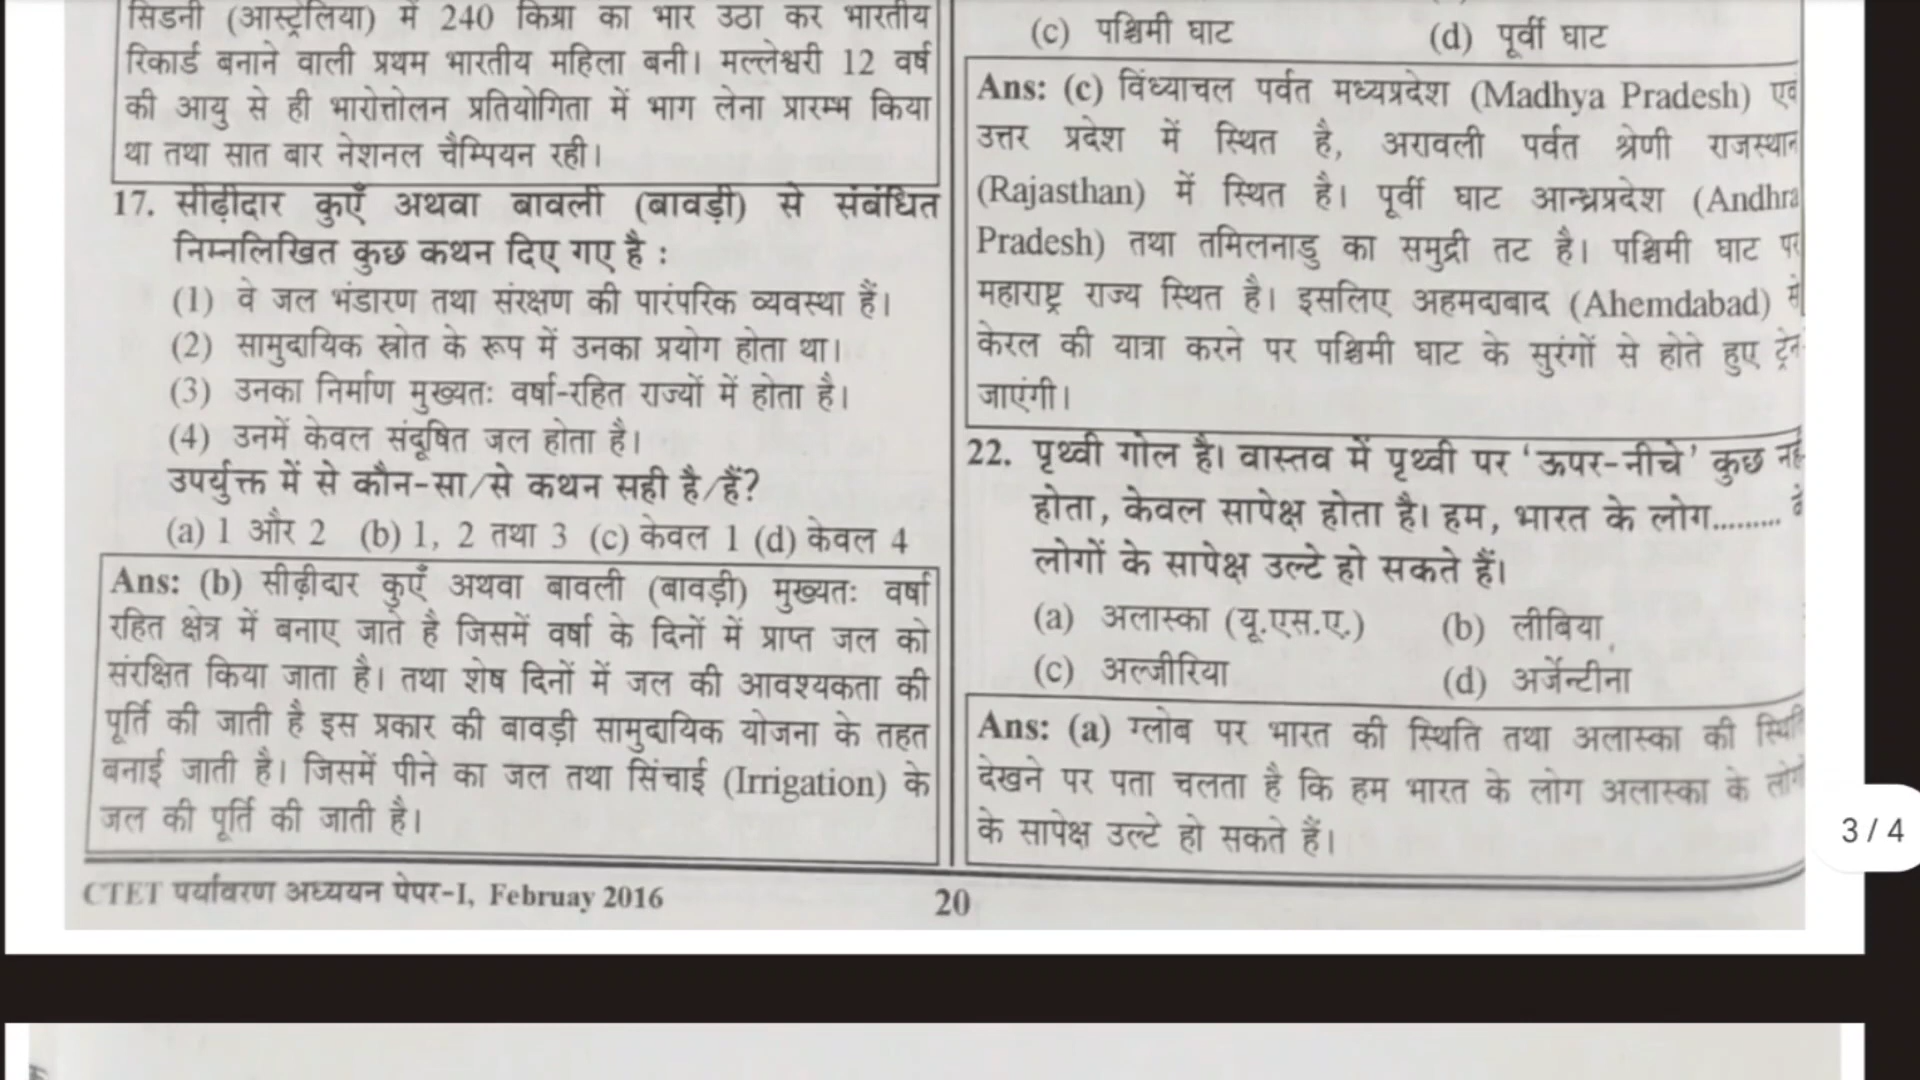 सिडनी (आस्ट्रेलिया) में 240 किग्रा का भार उठा कर भारतीय
रिकार्ड बनाने वाली प्रथम भारतीय महिला बनी। मल्लेश्वरी 12 वर्ष
की आयु से ही भारोत्तोलन प्रतियोगिता में भाग लेना प्रारम्भ किया
था तथा सात बार नेशनल चैम्पियन रही।
17. सीढ़ीदार कुएँ अथवा बावली (बावड़ी) से संबंधित
निम्नलिखित कुछ कथन दिए गए है :
(1) वे जल भंडारण तथा संरक्षण की पारंपरिक व्यवस्था हैं।
(2) सामुदायिक स्रोत के रूप में उनका प्रयोग होता था।
(3) उनका निर्माण मुख्यतः वर्षा-रहित राज्यों में होता है।
(4) उनमें केवल संदूषित जल होता है।
उपर्युक्त में से कौन-सा/से कथन सही है/हैं?
(a) 1 और 2 (b) 1, 2 तथा 3 (c) केवल 1 (d) केवल 4
Ans: (b) सीढ़ीदार कुएँ अथवा बावली (बावड़ी) मुख्यतः वर्षा
रहित क्षेत्र में बनाए जाते है जिसमें वर्षा के दिनों में प्राप्त जल को
संरक्षित किया जाता है। तथा शेष दिनों में जल की आवश्यकता की
पूर्ति की जाती है इस प्रकार की बावड़ी सामुदायिक योजना के तहत
बनाई जाती है। जिसमें पीने का जल तथा सिंचाई (Irrigation) के
जल की पूर्ति की जाती है।
(c) पश्चिमी घाट (d) पूर्वी घाट
Ans: (c) विंध्याचल पर्वत मध्यप्रदेश (Madhya Pradesh) एवं
उत्तर प्रदेश में स्थित है, अरावली पर्वत श्रेणी राजस्थान
(Rajasthan) में स्थित है। पूर्वी घाट आन्ध्रप्रदेश (Andhra
Pradesh) तथा तमिलनाडु का समुद्री तट है। पश्चिमी घाट पर
महाराष्ट्र राज्य स्थित है। इसलिए अहमदाबाद (Ahemdabad) से
केरल की यात्रा करने पर पश्चिमी घाट के सुरंगों से होते हुए ट्रेन
जाएंगी।
22. पृथ्वी गोल है। वास्तव में पृथ्वी पर 'ऊपर-नीचे' कुछ
होता, केवल सापेक्ष होता है। हम, भारत के लोग.........
लोगों के सापेक्ष उल्टे हो सकते हैं।
(a) अलास्का (यू.एस.ए.) (b) लीबिया
(c) अल्जीरिया (d) अर्जेन्टीना
Ans: (a) ग्लोब पर भारत की स्थिति तथा अलास्का की स्थिति
देखने पर पता चलता है कि हम भारत के लोग अलास्का के
के सापेक्ष उल्टे हो सकते हैं।
CTET पर्यावरण अध्ययन पेपर-I, Februay 2016 20
3 / 4